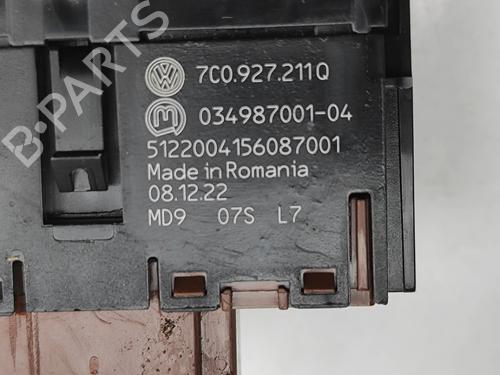 7C0.927.211Q
034987001-04
5122004156087001
Made in Romania
08.12.22
MD9 07S L7
B-PARTS